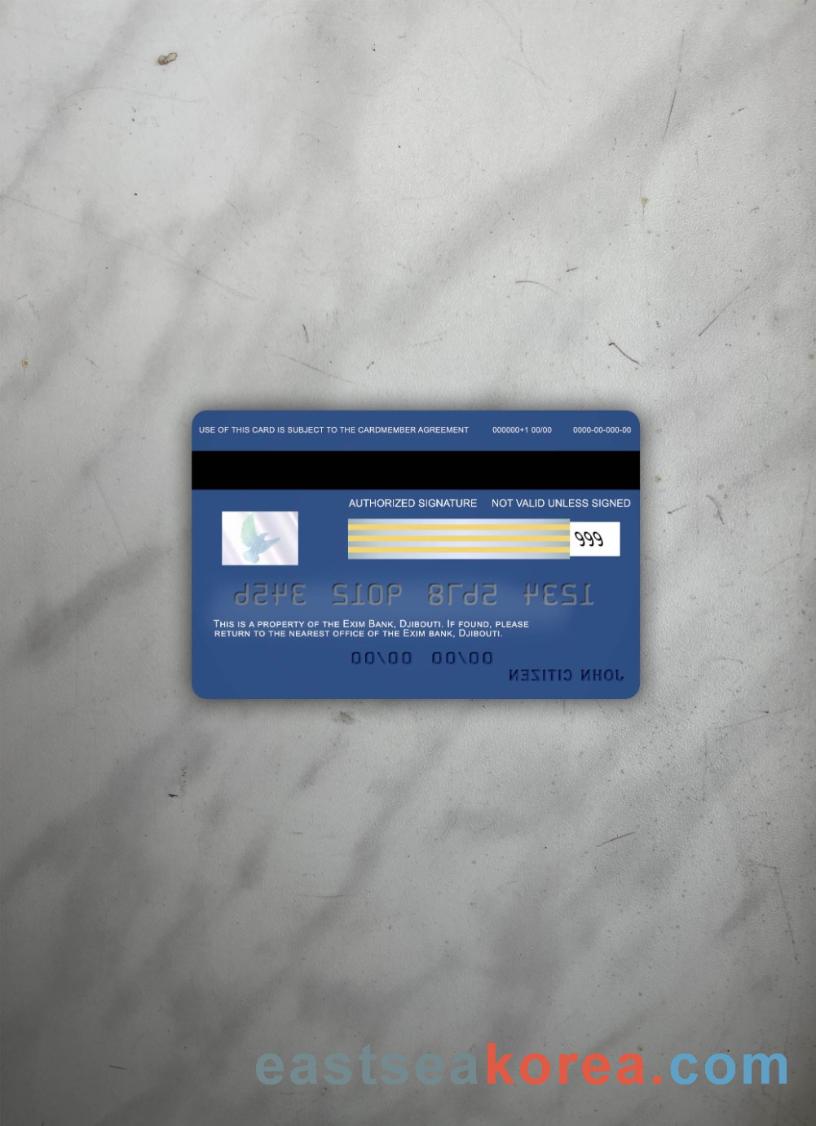 USE OF THIS CARD IS SUBJECT TO THE CARDMEMBER AGREEMENT 000000+1 00/00 0000-00-000-00
AUTHORIZED SIGNATURE NOT VALID UNLESS SIGNED
999
1234 5678 9012 3456
THIS IS A PROPERTY OF THE EXIM BANK, DJIBOUTI. IF FOUND, PLEASE
RETURN TO THE NEAREST OFFICE OF THE EXIM BANK, DJIBOUTI.
00/00 00/00
JOHN CITIZEN
eastseakorea.com